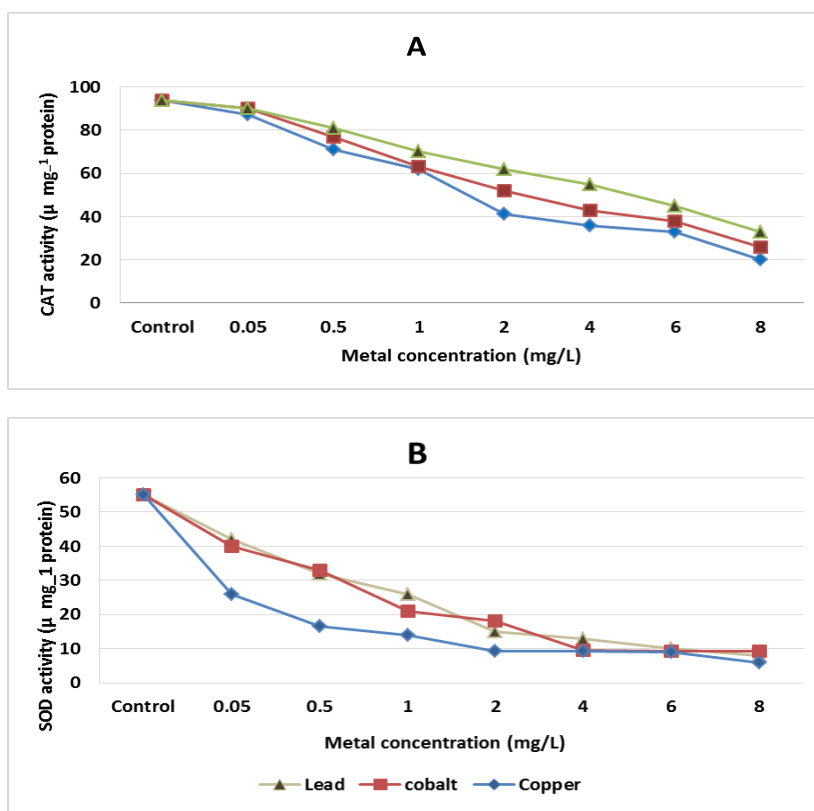 A
CAT activity (µ mg–¹ protein)
100
80
60
40
20
0
Control 0.05 0.5 1 2 4 6 8
Metal concentration (mg/L)
B
SOD activity (µ mg_1 protein)
60
50
40
30
20
10
0
Control 0.05 0.5 1 2 4 6 8
Metal concentration (mg/L)
Lead cobalt Copper